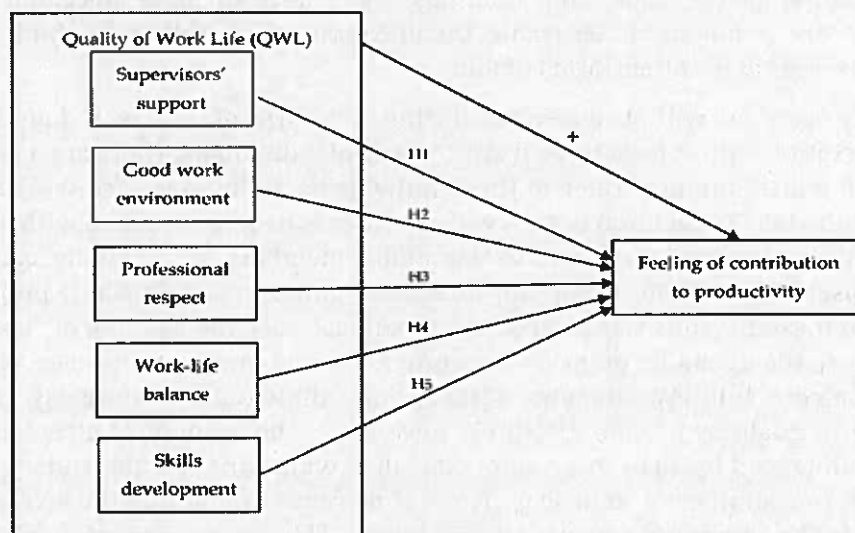 Quality of Work Life (QWL)
Supervisors'
support
Good work
environment
Professional
respect
Work-life
balance
Skills
development
+
H1
H2
H3
H4
H5
Feeling of contribution
to productivity